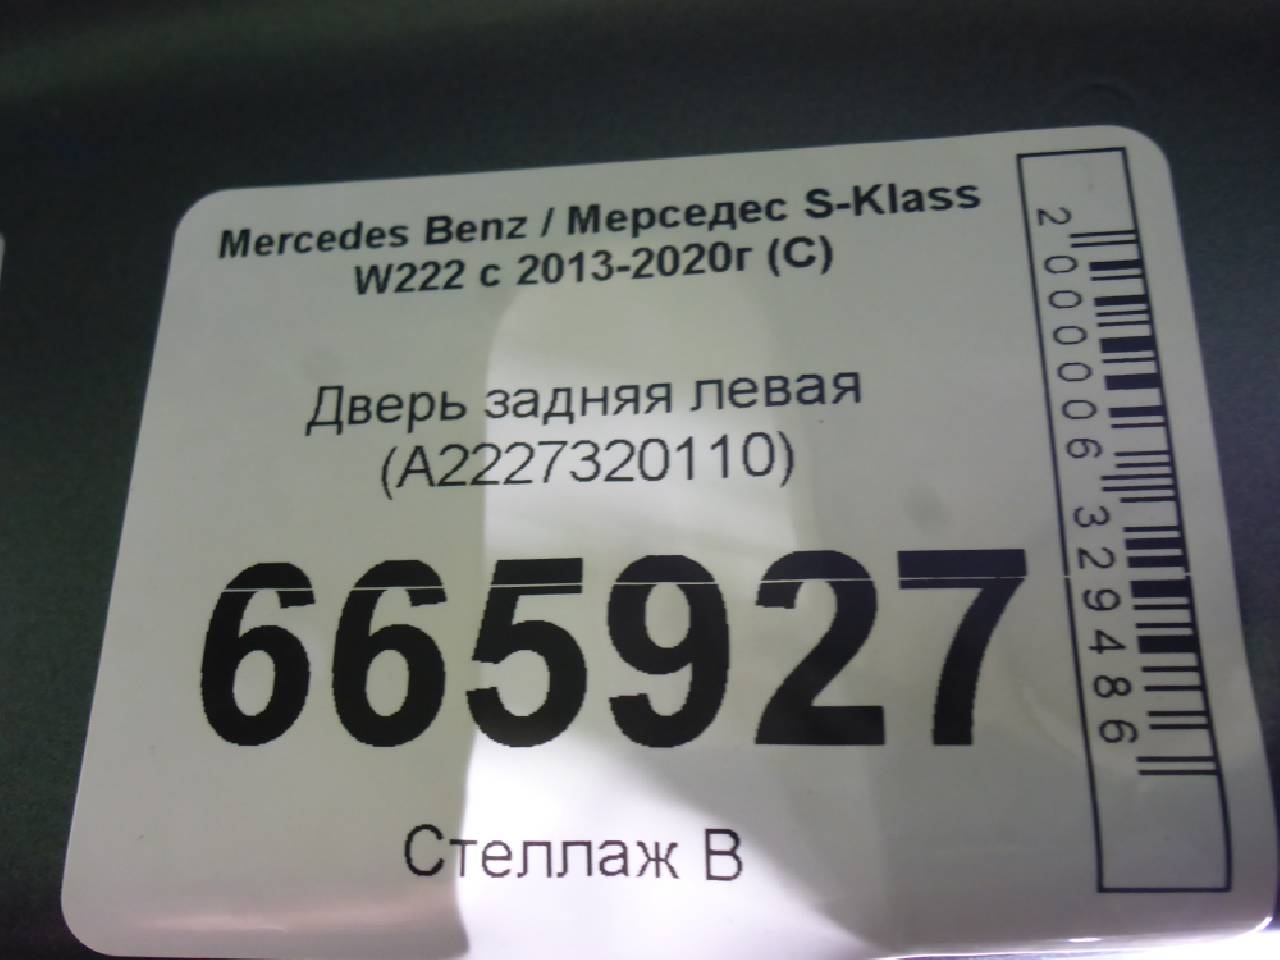 Mercedes Benz / Мерседес S-Klass
W222 с 2013-2020г (С)
Дверь задняя левая
(A2227320110)
665927
Стеллаж В
2000006329486